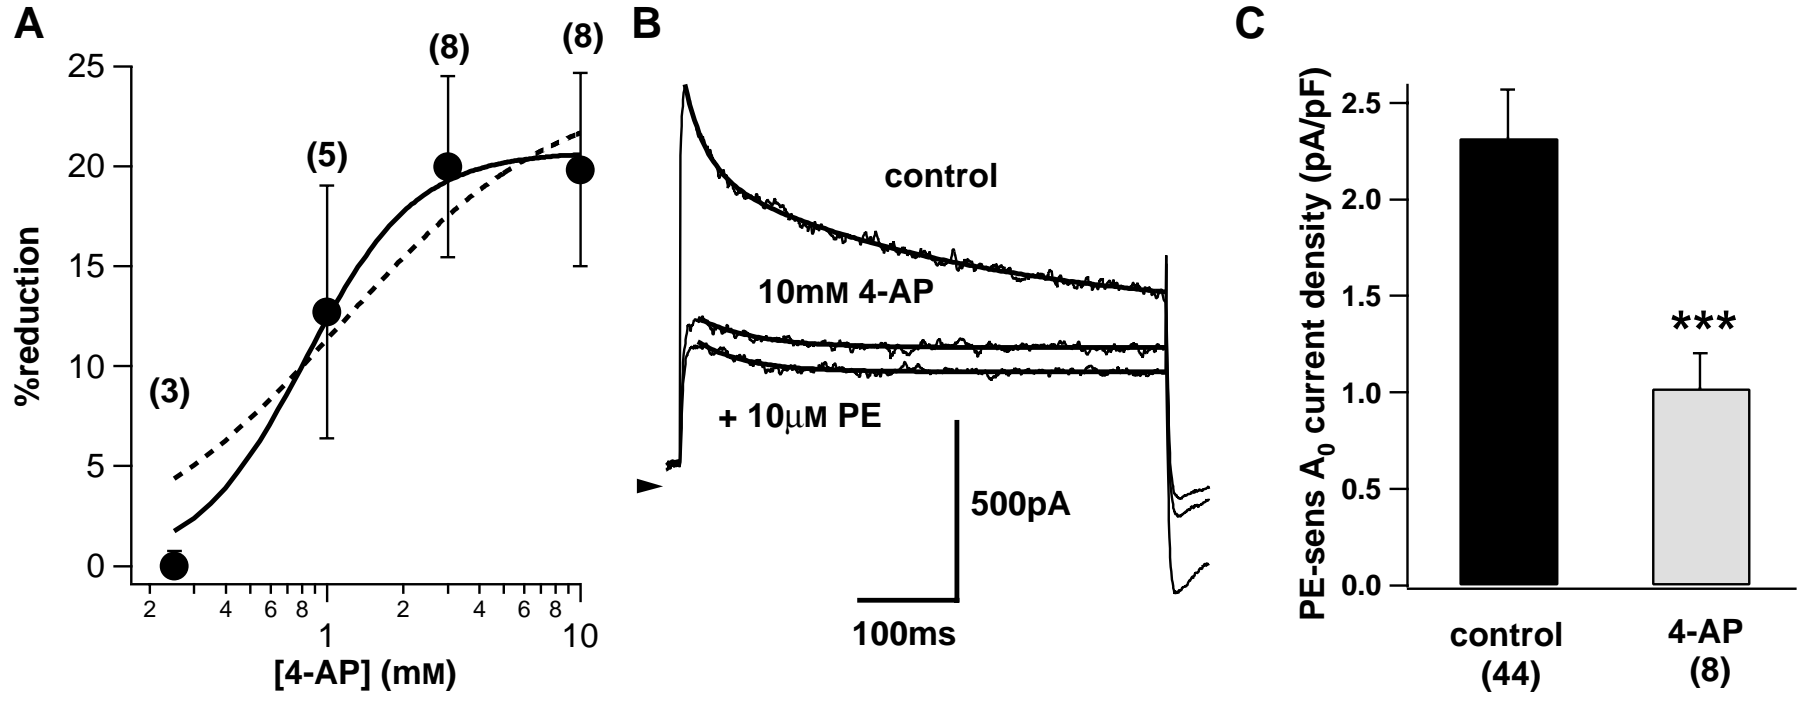 A
%reduction
25
20
15
10
5
0
(3)
(5)
(8)
(8)
2 4 6 8 2 4 6 8
1 10
[4-AP] (mM)
B
control
10mM 4-AP
+ 10μM PE
500pA
100ms
C
PE-sens A0 current density (pA/pF)
2.5
2.0
1.5
1.0
0.5
0.0
***
control 4-AP
(44) (8)